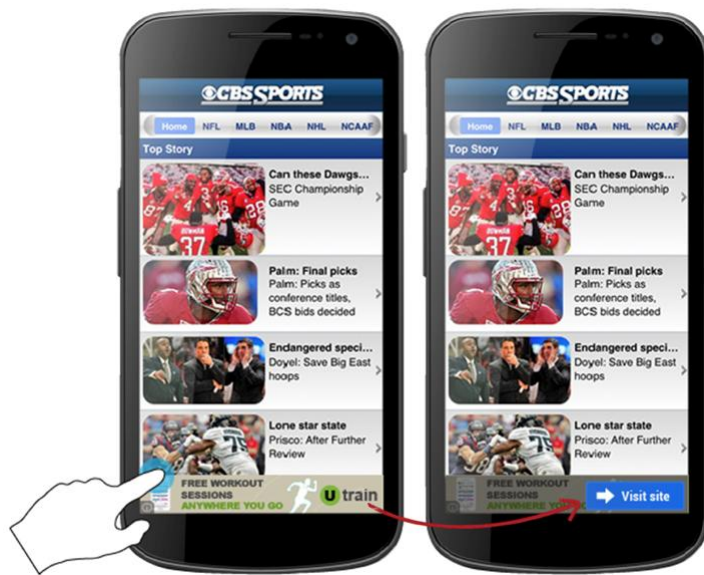 CBS SPORTS
Home NFL MLB NBA NHL NCAAF
Top Story
Can these Dawgs...
SEC Championship
Game
Palm: Final picks
Palm: Picks as
conference titles,
BCS bids decided
Endangered speci...
Doyel: Save Big East
hoops
Lone star state
Prisco: After Further
Review
FREE WORKOUT
SESSIONS
ANYWHERE YOU GO
U train
CBS SPORTS
Home NFL MLB NBA NHL NCAAF
Top Story
Can these Dawgs...
SEC Championship
Game
Palm: Final picks
Palm: Picks as
conference titles,
BCS bids decided
Endangered speci...
Doyel: Save Big East
hoops
Lone star state
Prisco: After Further
Review
FREE WORKOUT
SESSIONS
ANYWHERE YOU GO
Visit site